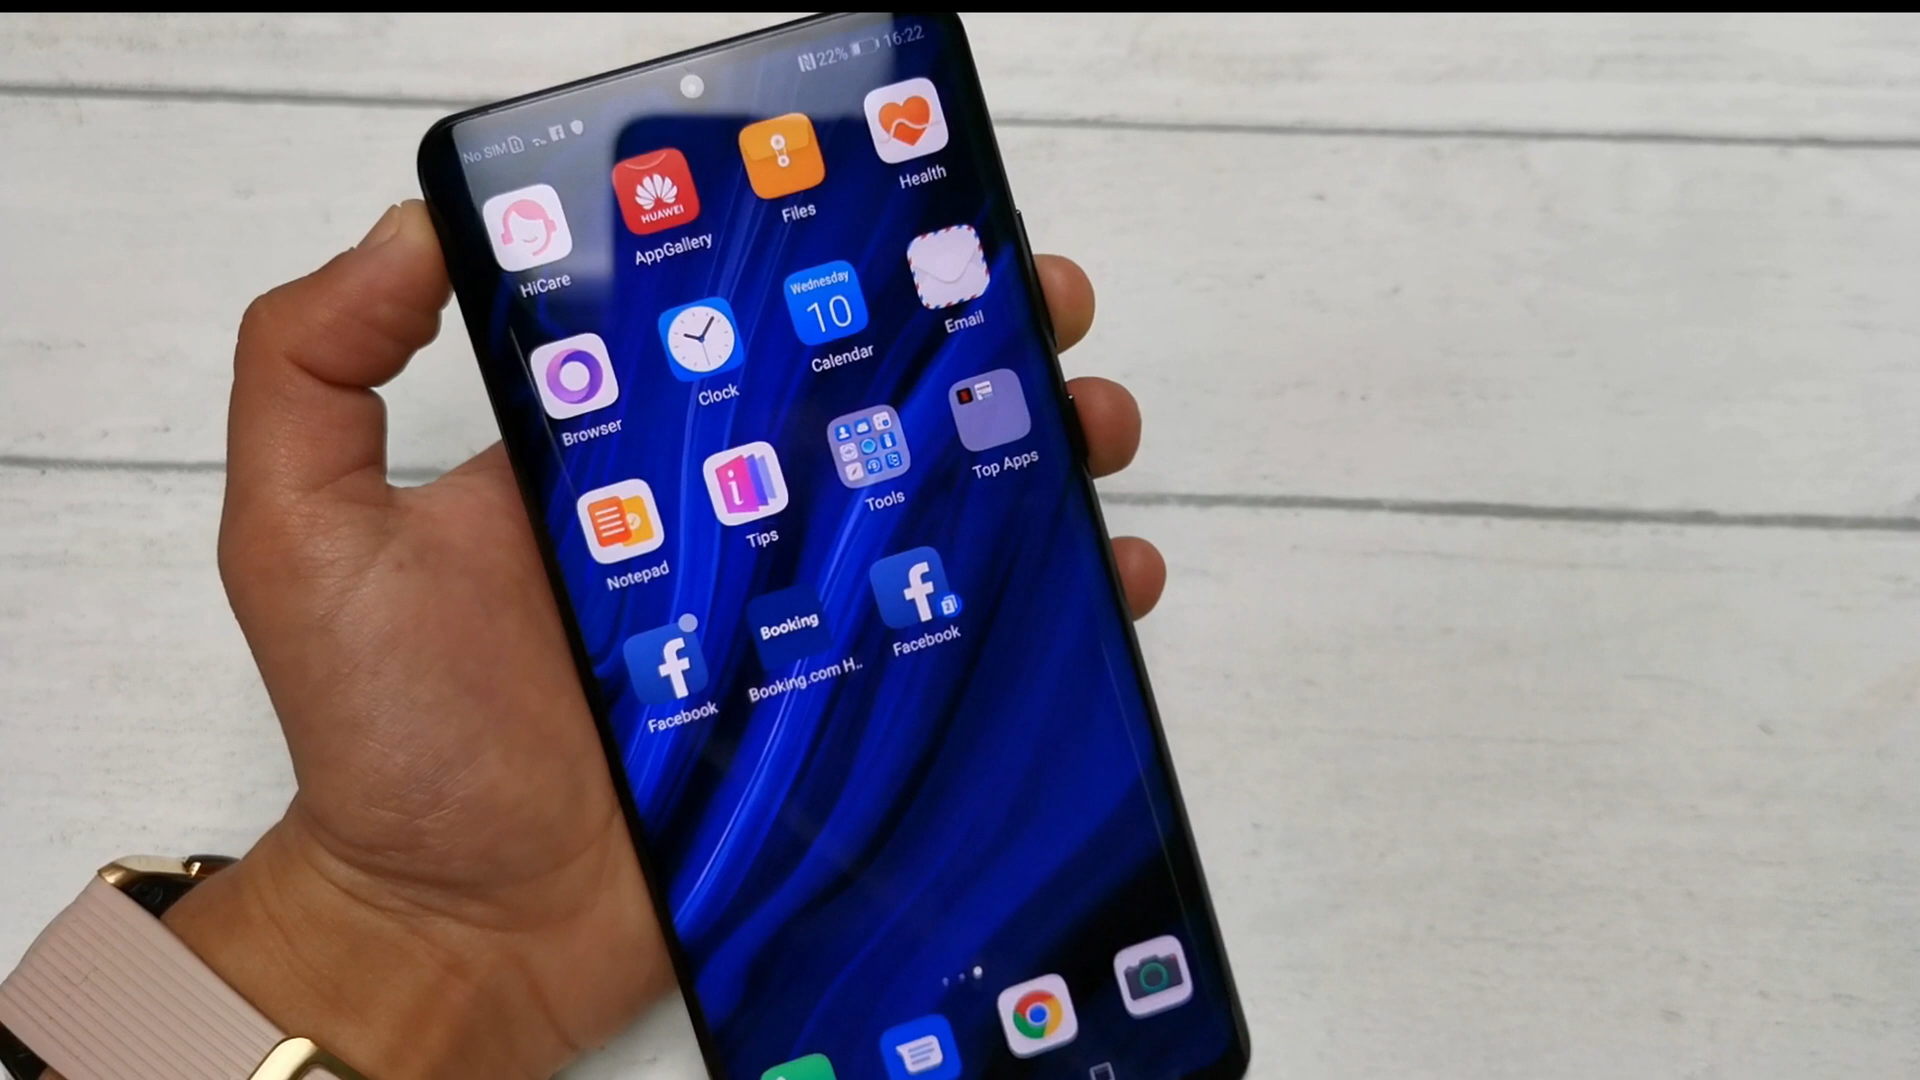 No SIM
22% 16:22
HiCare
HUAWEI
AppGallery
Files
Health
Browser
Clock
Wednesday
10
Calendar
Email
Notepad
Tips
Tools
Top Apps
Facebook
Booking
Booking.com H..
Facebook